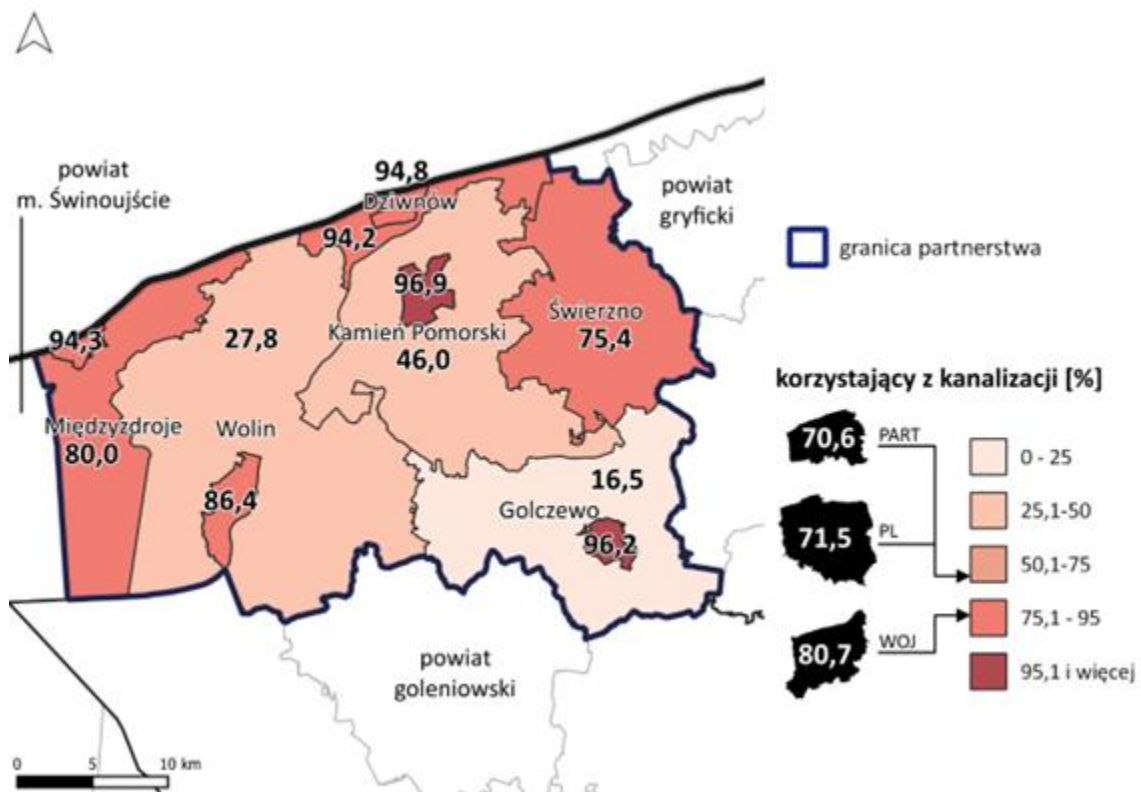 powiat
m. Świnoujście
94,8
Dziwnów
94,2
powiat
gryficki
granica partnerstwa
96,9
Świerzno
75,4
94,3
27,8
Kamień Pomorski
46,0
Międzyzdroje
80,0
Wolin
86,4
16,5
Golczewo
96,2
korzystający z kanalizacji [%]
70,6
PART
0 - 25
25,1-50
71,5
PL
50,1-75
75,1 - 95
80,7
WOJ
95,1 i więcej
powiat
goleniowski
0 5 10 km